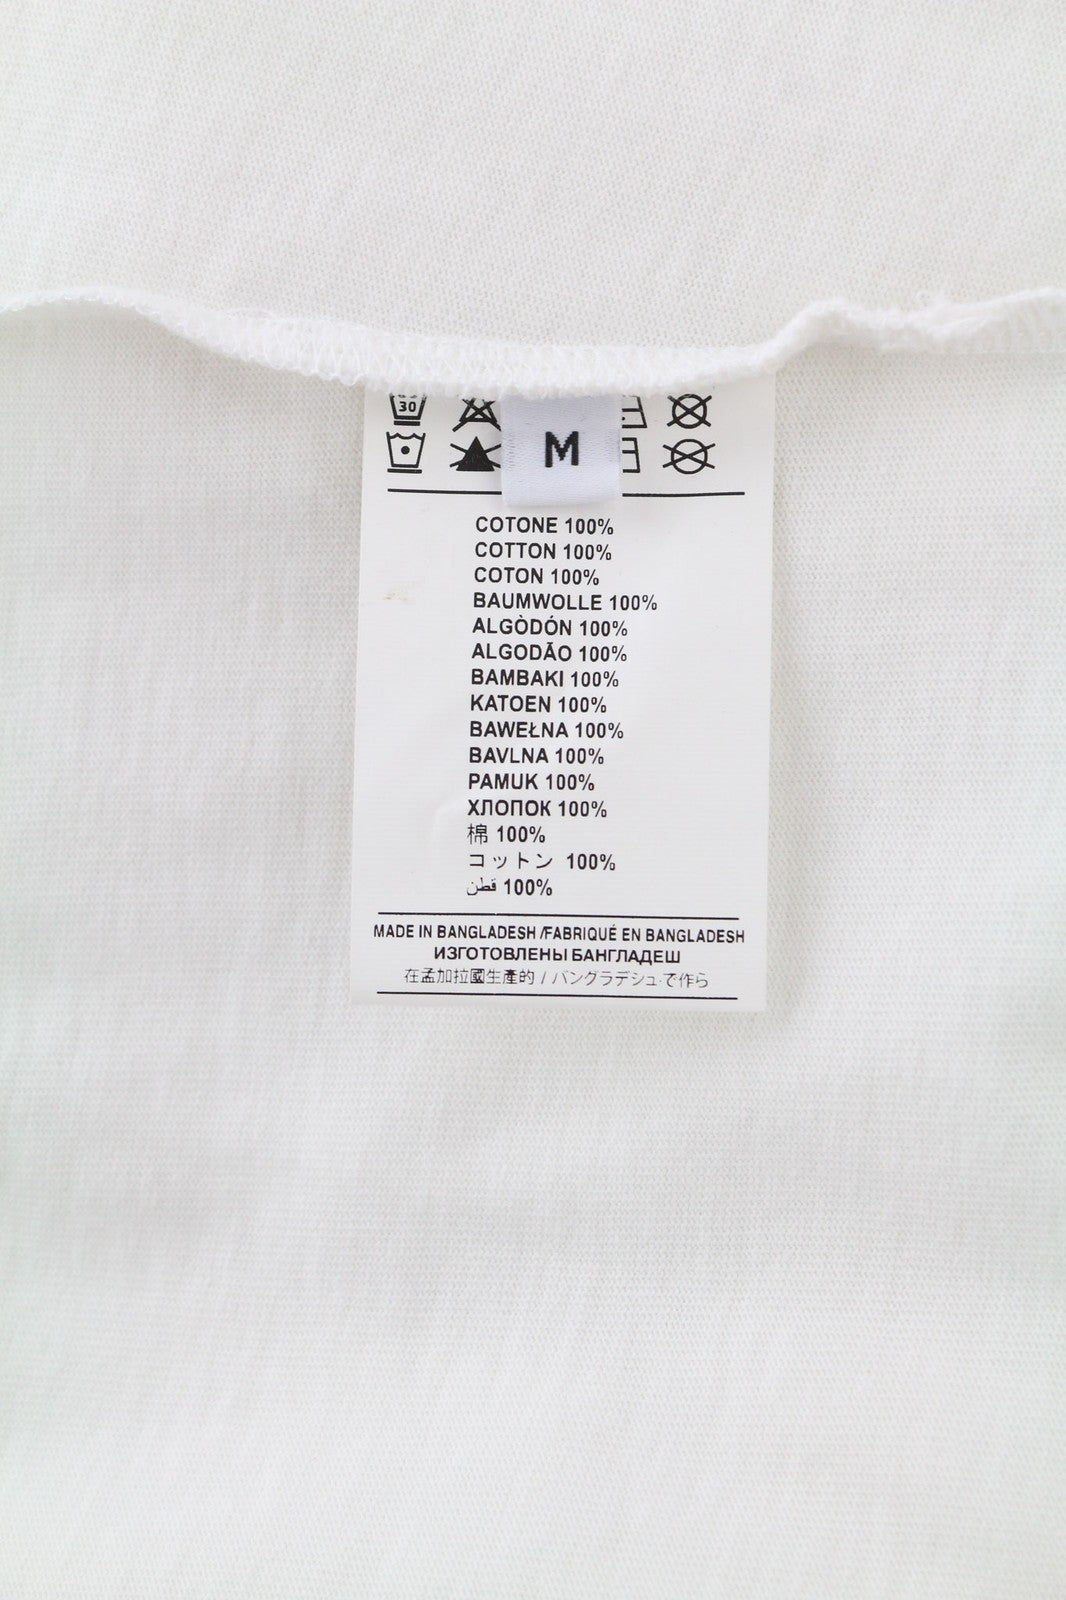 30
M
COTONE 100%
COTTON 100%
COTON 100%
BAUMWOLLE 100%
ALGÒDÓN 100%
ALGODÃO 100%
BAMBAKI 100%
KATOEN 100%
BAWEŁNA 100%
BAVLNA 100%
PAMUK 100%
ХЛОПОК 100%
棉 100%
コットン 100%
قطن 100%
MADE IN BANGLADESH /FABRIQUÉ EN BANGLADESH
ИЗГОТОВЛЕНЫ БАНГЛАДЕШ
在孟加拉國生產的 / バングラデシュで作ら